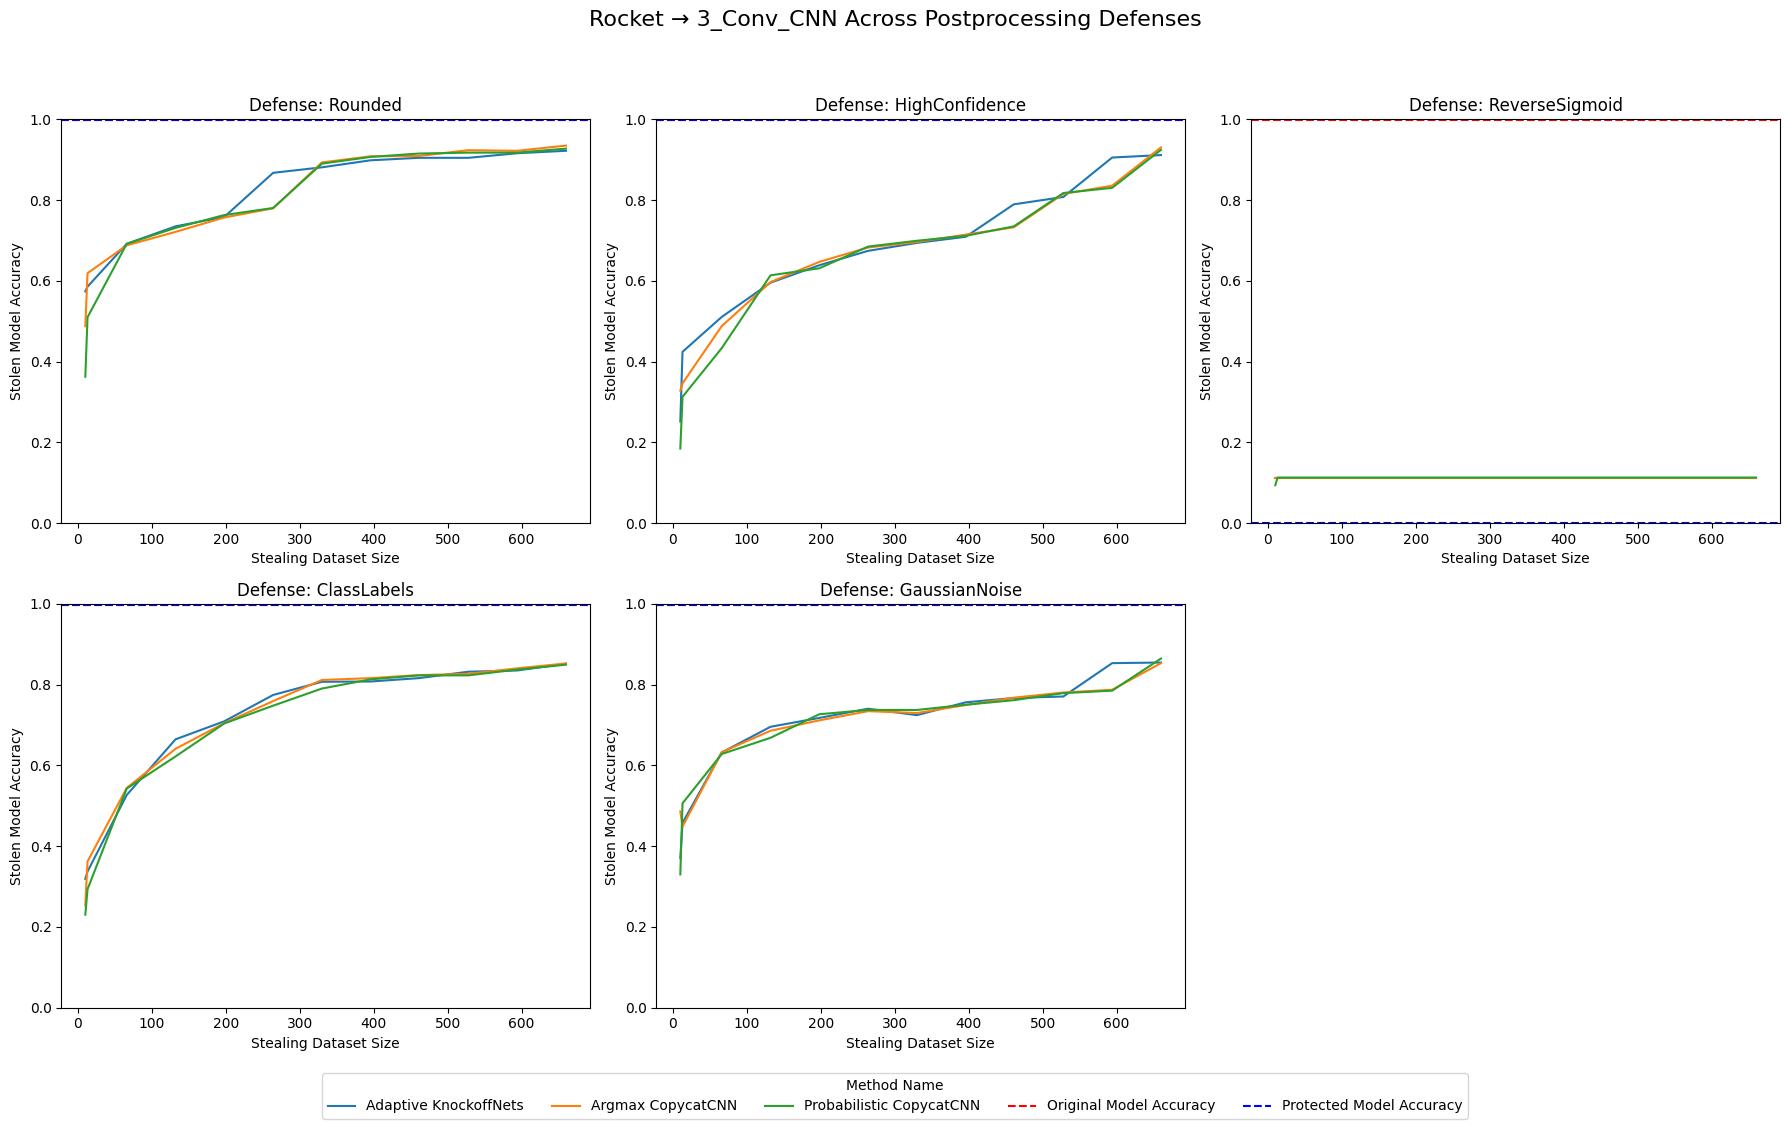 Rocket → 3_Conv_CNN Across Postprocessing Defenses
Defense: Rounded
1.0
0.8
0.6
0.4
0.2
0.0
Stolen Model Accuracy
0 100 200 300 400 500 600
Stealing Dataset Size
Defense: HighConfidence
1.0
0.8
0.6
0.4
0.2
0.0
Stolen Model Accuracy
0 100 200 300 400 500 600
Stealing Dataset Size
Defense: ReverseSigmoid
1.0
0.8
0.6
0.4
0.2
0.0
Stolen Model Accuracy
0 100 200 300 400 500 600
Stealing Dataset Size
Defense: ClassLabels
1.0
0.8
0.6
0.4
0.2
0.0
Stolen Model Accuracy
0 100 200 300 400 500 600
Stealing Dataset Size
Defense: GaussianNoise
1.0
0.8
0.6
0.4
0.2
0.0
Stolen Model Accuracy
0 100 200 300 400 500 600
Stealing Dataset Size
Method Name
Adaptive KnockoffNets Argmax CopycatCNN Probabilistic CopycatCNN Original Model Accuracy Protected Model Accuracy